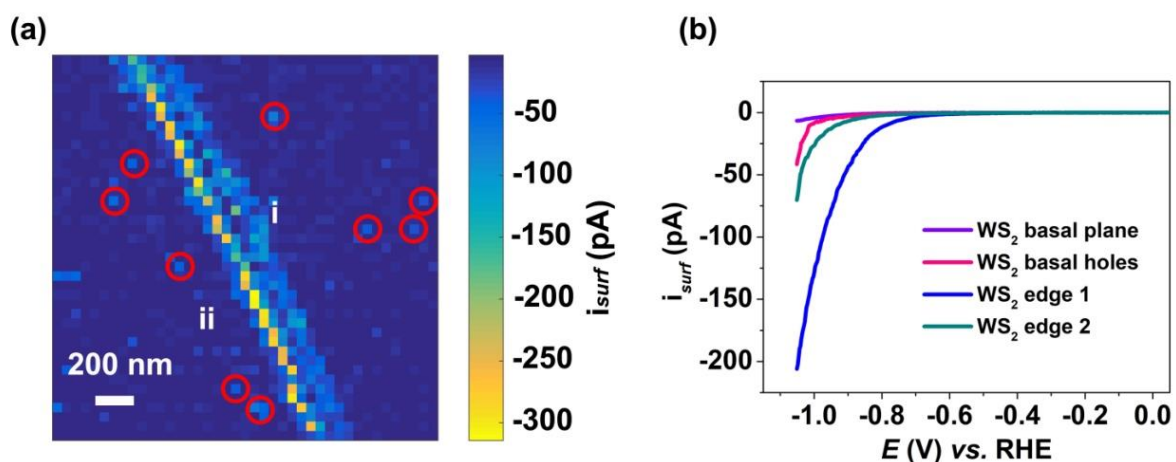 (a)
i
ii
200 nm
-50
-100
-150
-200
-250
-300
isurf (pA)
(b)
0
-50
-100
-150
-200
isurf (pA)
WS2 basal plane
WS2 basal holes
WS2 edge 1
WS2 edge 2
-1.0 -0.8 -0.6 -0.4 -0.2 0.0
E (V) vs. RHE